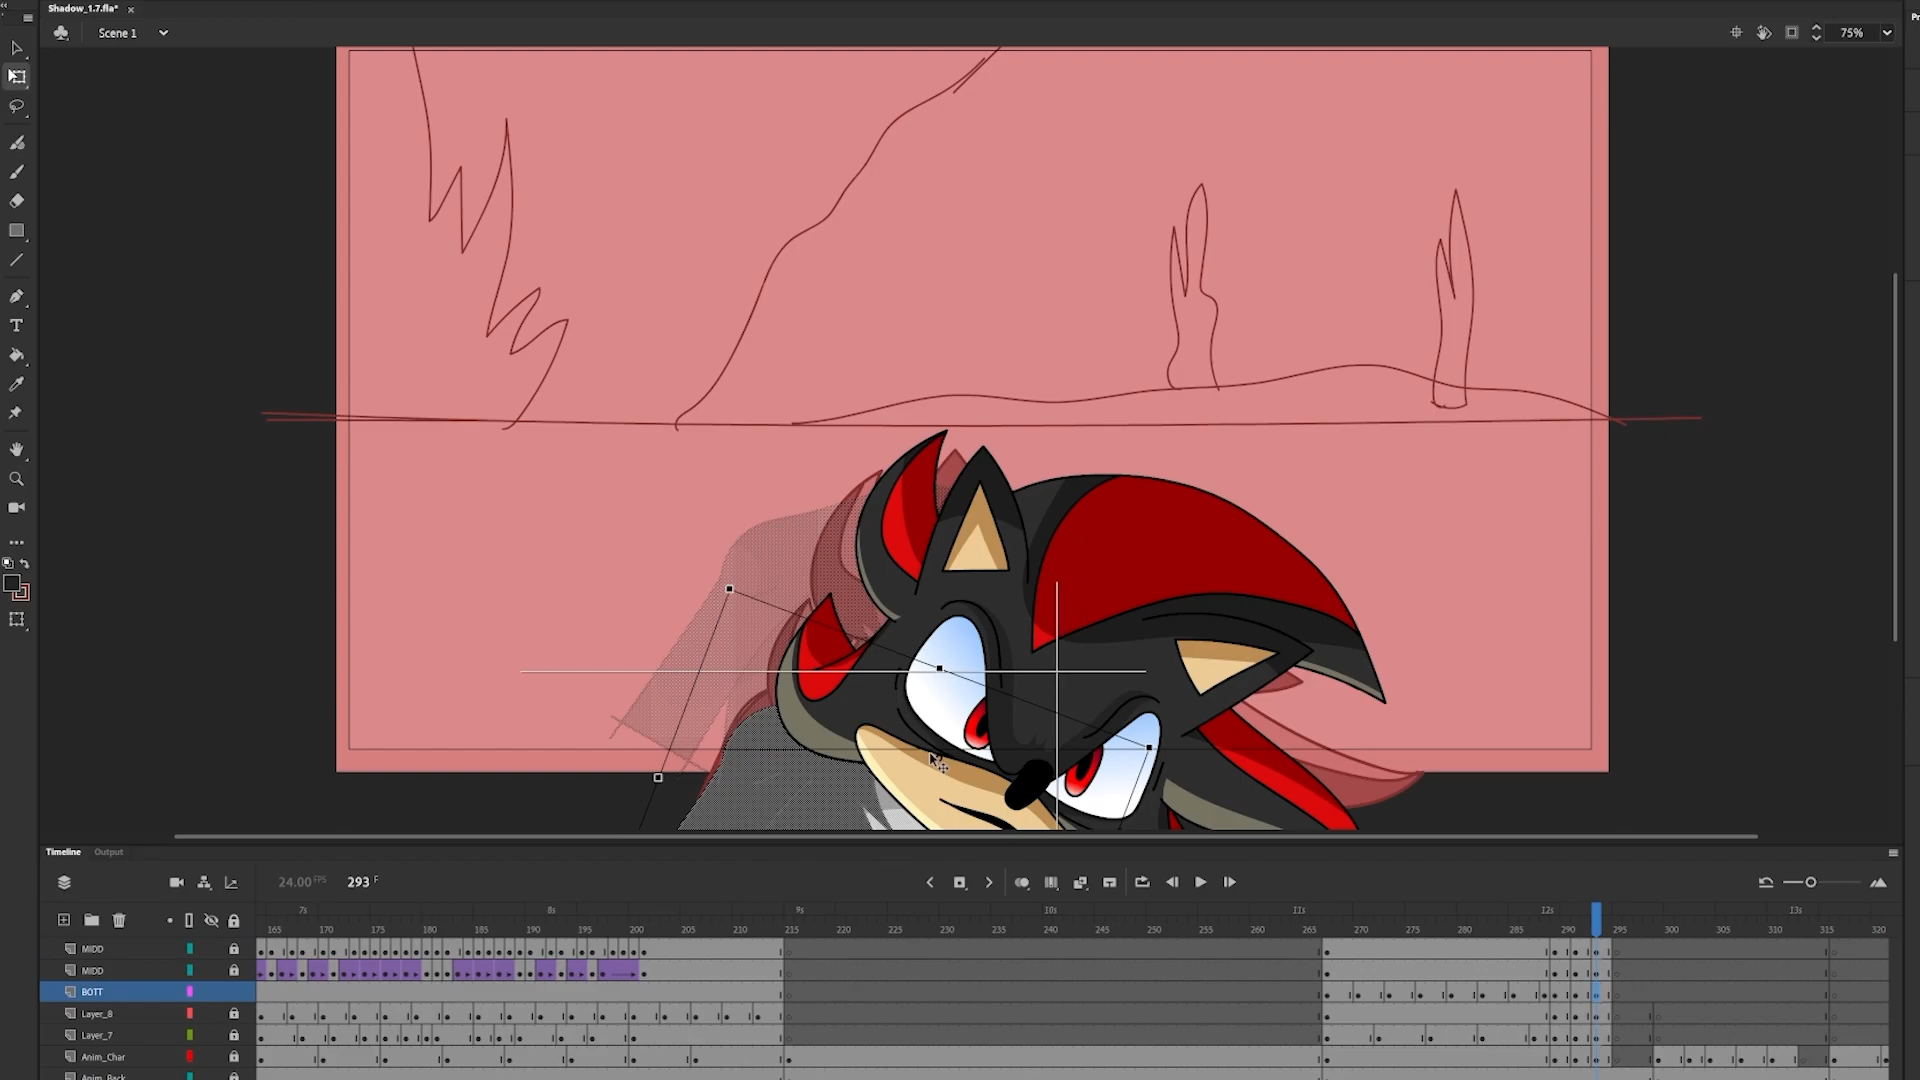 Shadow_1.7.fla*
Scene 1
75%
Timeline Output
24.00 FPS 293 F
7s 8s 9s 10s 11s 12s 13s
165 170 175 180 185 190 195 200 205 210 215 220 225 230 235 240 245 250 255 260 265 270 275 280 285 290 295 300 305 310 315 320
MIDD
MIDD
BOTT
Layer_8
Layer_7
Anim_Char
Anim_Back